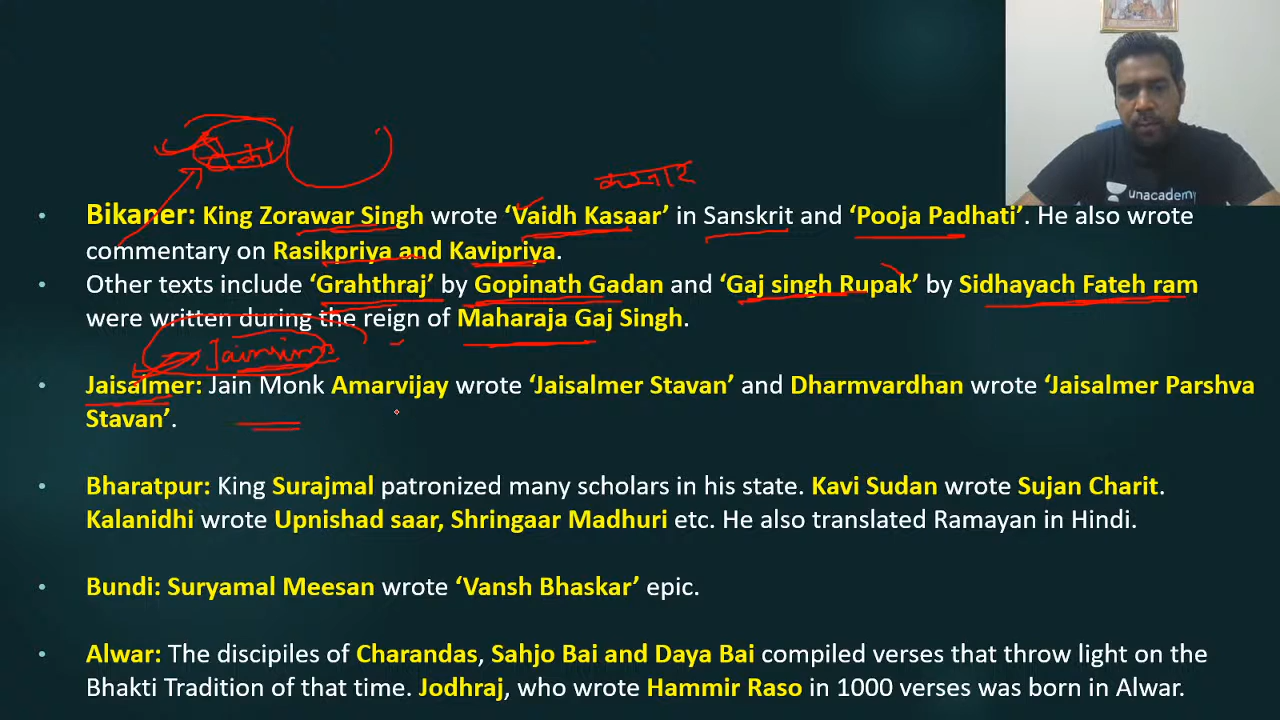 unacademy
• Bikaner: King Zorawar Singh wrote ‘Vaidh Kasaar’ in Sanskrit and ‘Pooja Padhati’. He also wrote
commentary on Rasikpriya and Kavipriya.
• Other texts include ‘Grahthraj’ by Gopinath Gadan and ‘Gaj singh Rupak’ by Sidhayach Fateh ram
were written during the reign of Maharaja Gaj Singh.
Jainism
• Jaisalmer: Jain Monk Amarvijay wrote ‘Jaisalmer Stavan’ and Dharmvardhan wrote ‘Jaisalmer Parshva
Stavan’.
• Bharatpur: King Surajmal patronized many scholars in his state. Kavi Sudan wrote Sujan Charit.
Kalanidhi wrote Upnishad saar, Shringaar Madhuri etc. He also translated Ramayan in Hindi.
• Bundi: Suryamal Meesan wrote ‘Vansh Bhaskar’ epic.
• Alwar: The disciples of Charandas, Sahjo Bai and Daya Bai compiled verses that throw light on the
Bhakti Tradition of that time. Jodhraj, who wrote Hammir Raso in 1000 verses was born in Alwar.